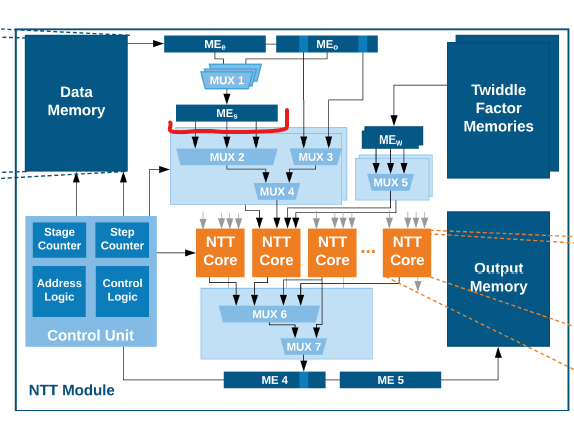 Data
Memory
MEe
MEo
MUX 1
MEs
MUX 2
MUX 3
MUX 4
MEw
MUX 5
Twiddle
Factor
Memories
Stage
Counter
Step
Counter
Address
Logic
Control
Logic
Control Unit
NTT
Core
NTT
Core
NTT
Core
...
NTT
Core
MUX 6
MUX 7
Output
Memory
ME 4
ME 5
NTT Module